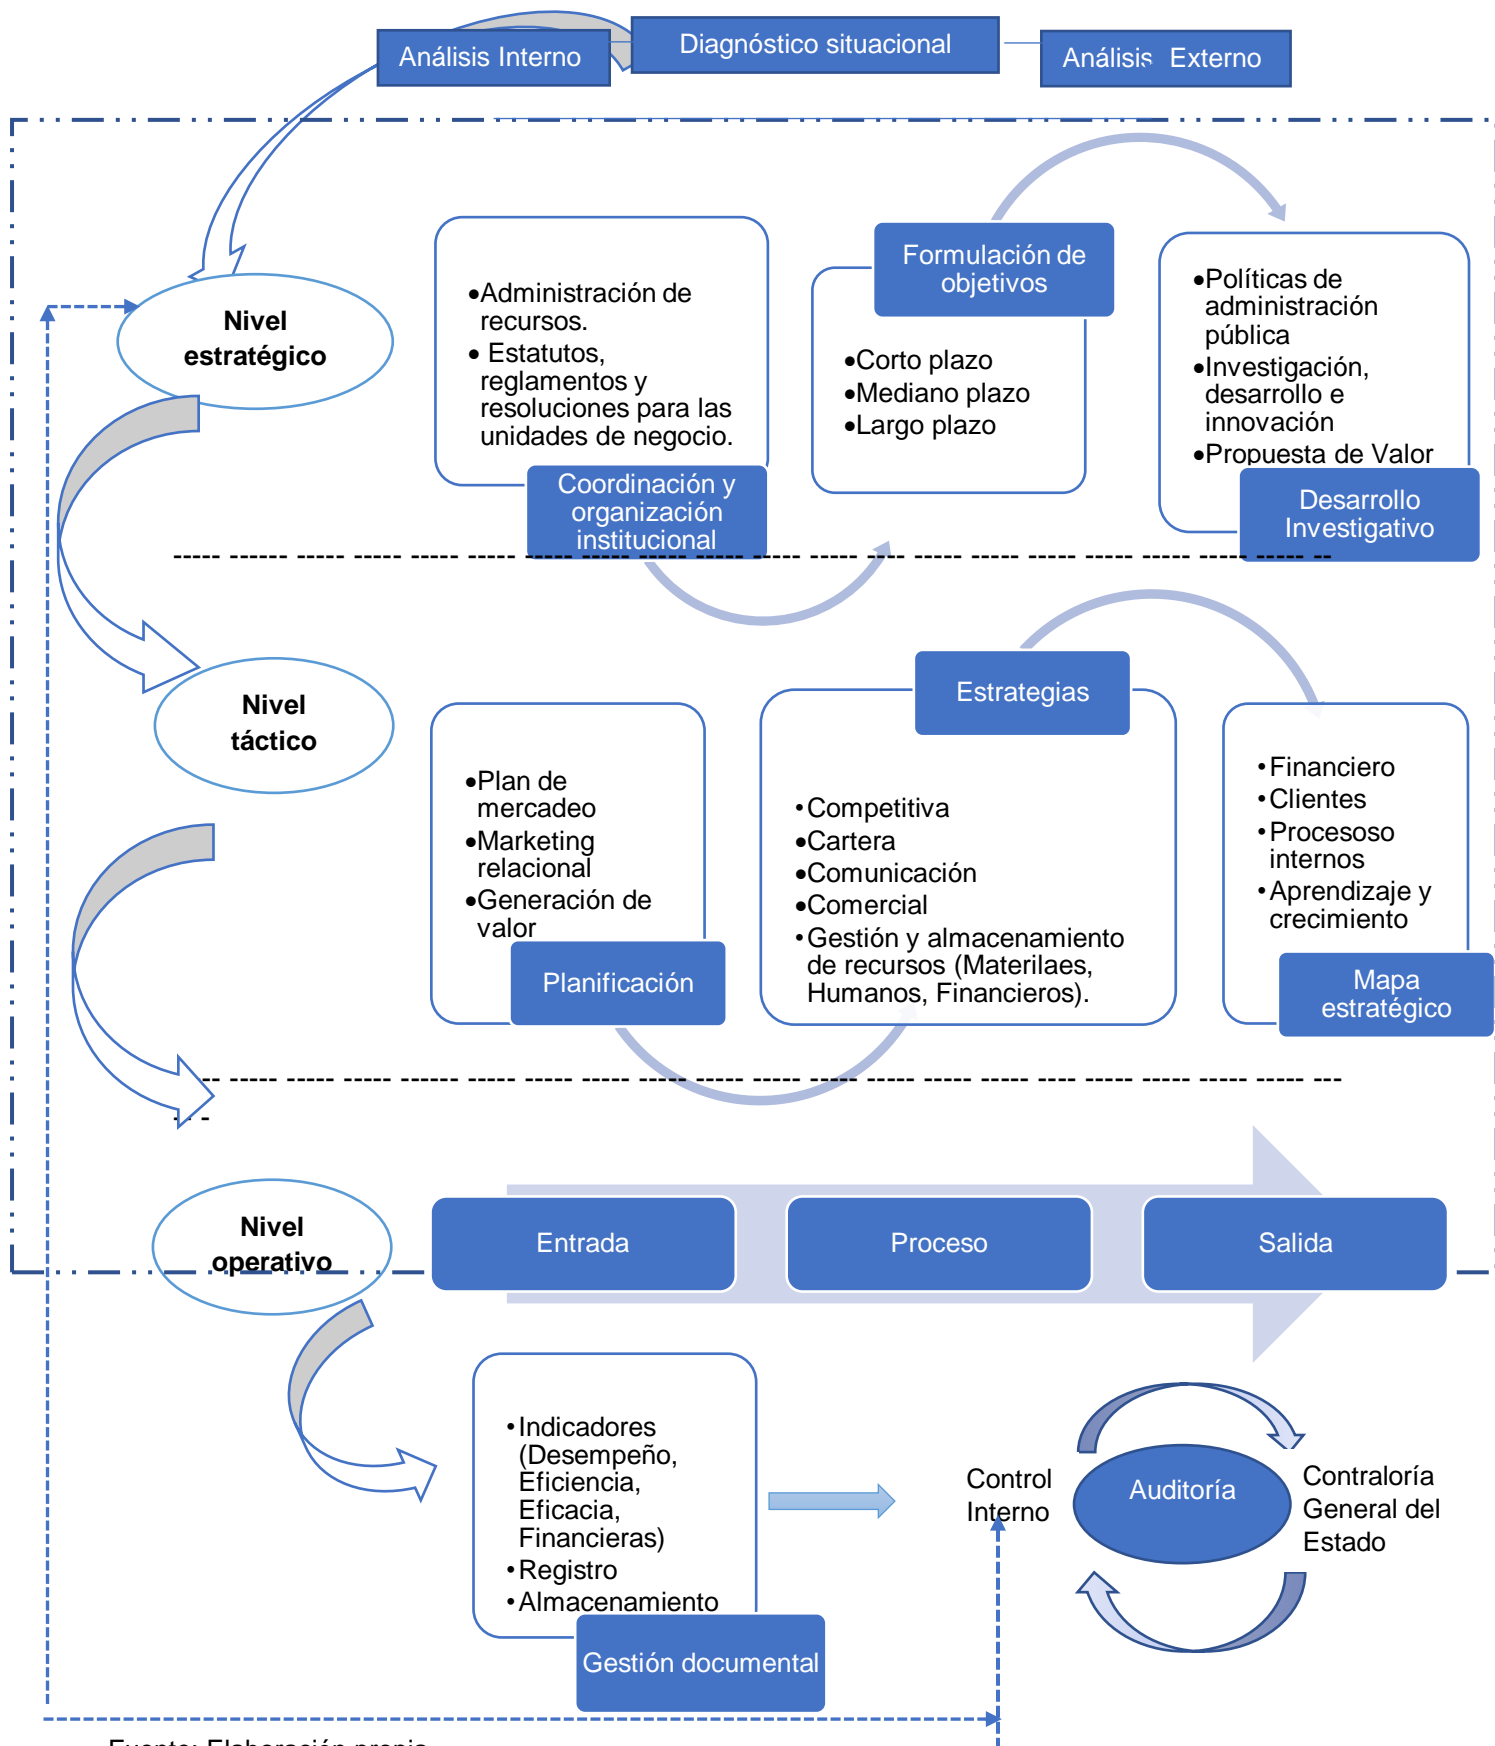 Análisis Interno
Diagnóstico situacional
Análisis Externo
Nivel
estratégico
•Administración de
recursos.
• Estatutos,
reglamentos y
resoluciones para las
unidades de negocio.
Coordinación y
organización
institucional
Formulación de
objetivos
•Corto plazo
•Mediano plazo
•Largo plazo
•Políticas de
administración
pública
•Investigación,
desarrollo e
innovación
•Propuesta de Valor
Desarrollo
Investigativo
Nivel
táctico
•Plan de
mercadeo
•Marketing
relacional
•Generación de
valor
Planificación
Estrategias
•Competitiva
•Cartera
•Comunicación
•Comercial
•Gestión y almacenamiento
de recursos (Materilaes,
Humanos, Financieros).
•Financiero
•Clientes
•Procesoso
internos
•Aprendizaje y
crecimiento
Mapa
estratégico
Nivel
operativo
Entrada
Proceso
Salida
•Indicadores
(Desempeño,
Eficiencia,
Eficacia,
Financieras)
•Registro
•Almacenamiento
Gestión documental
Control
Interno
Auditoría
Contraloría
General del
Estado
Fuente: Elaboración propia